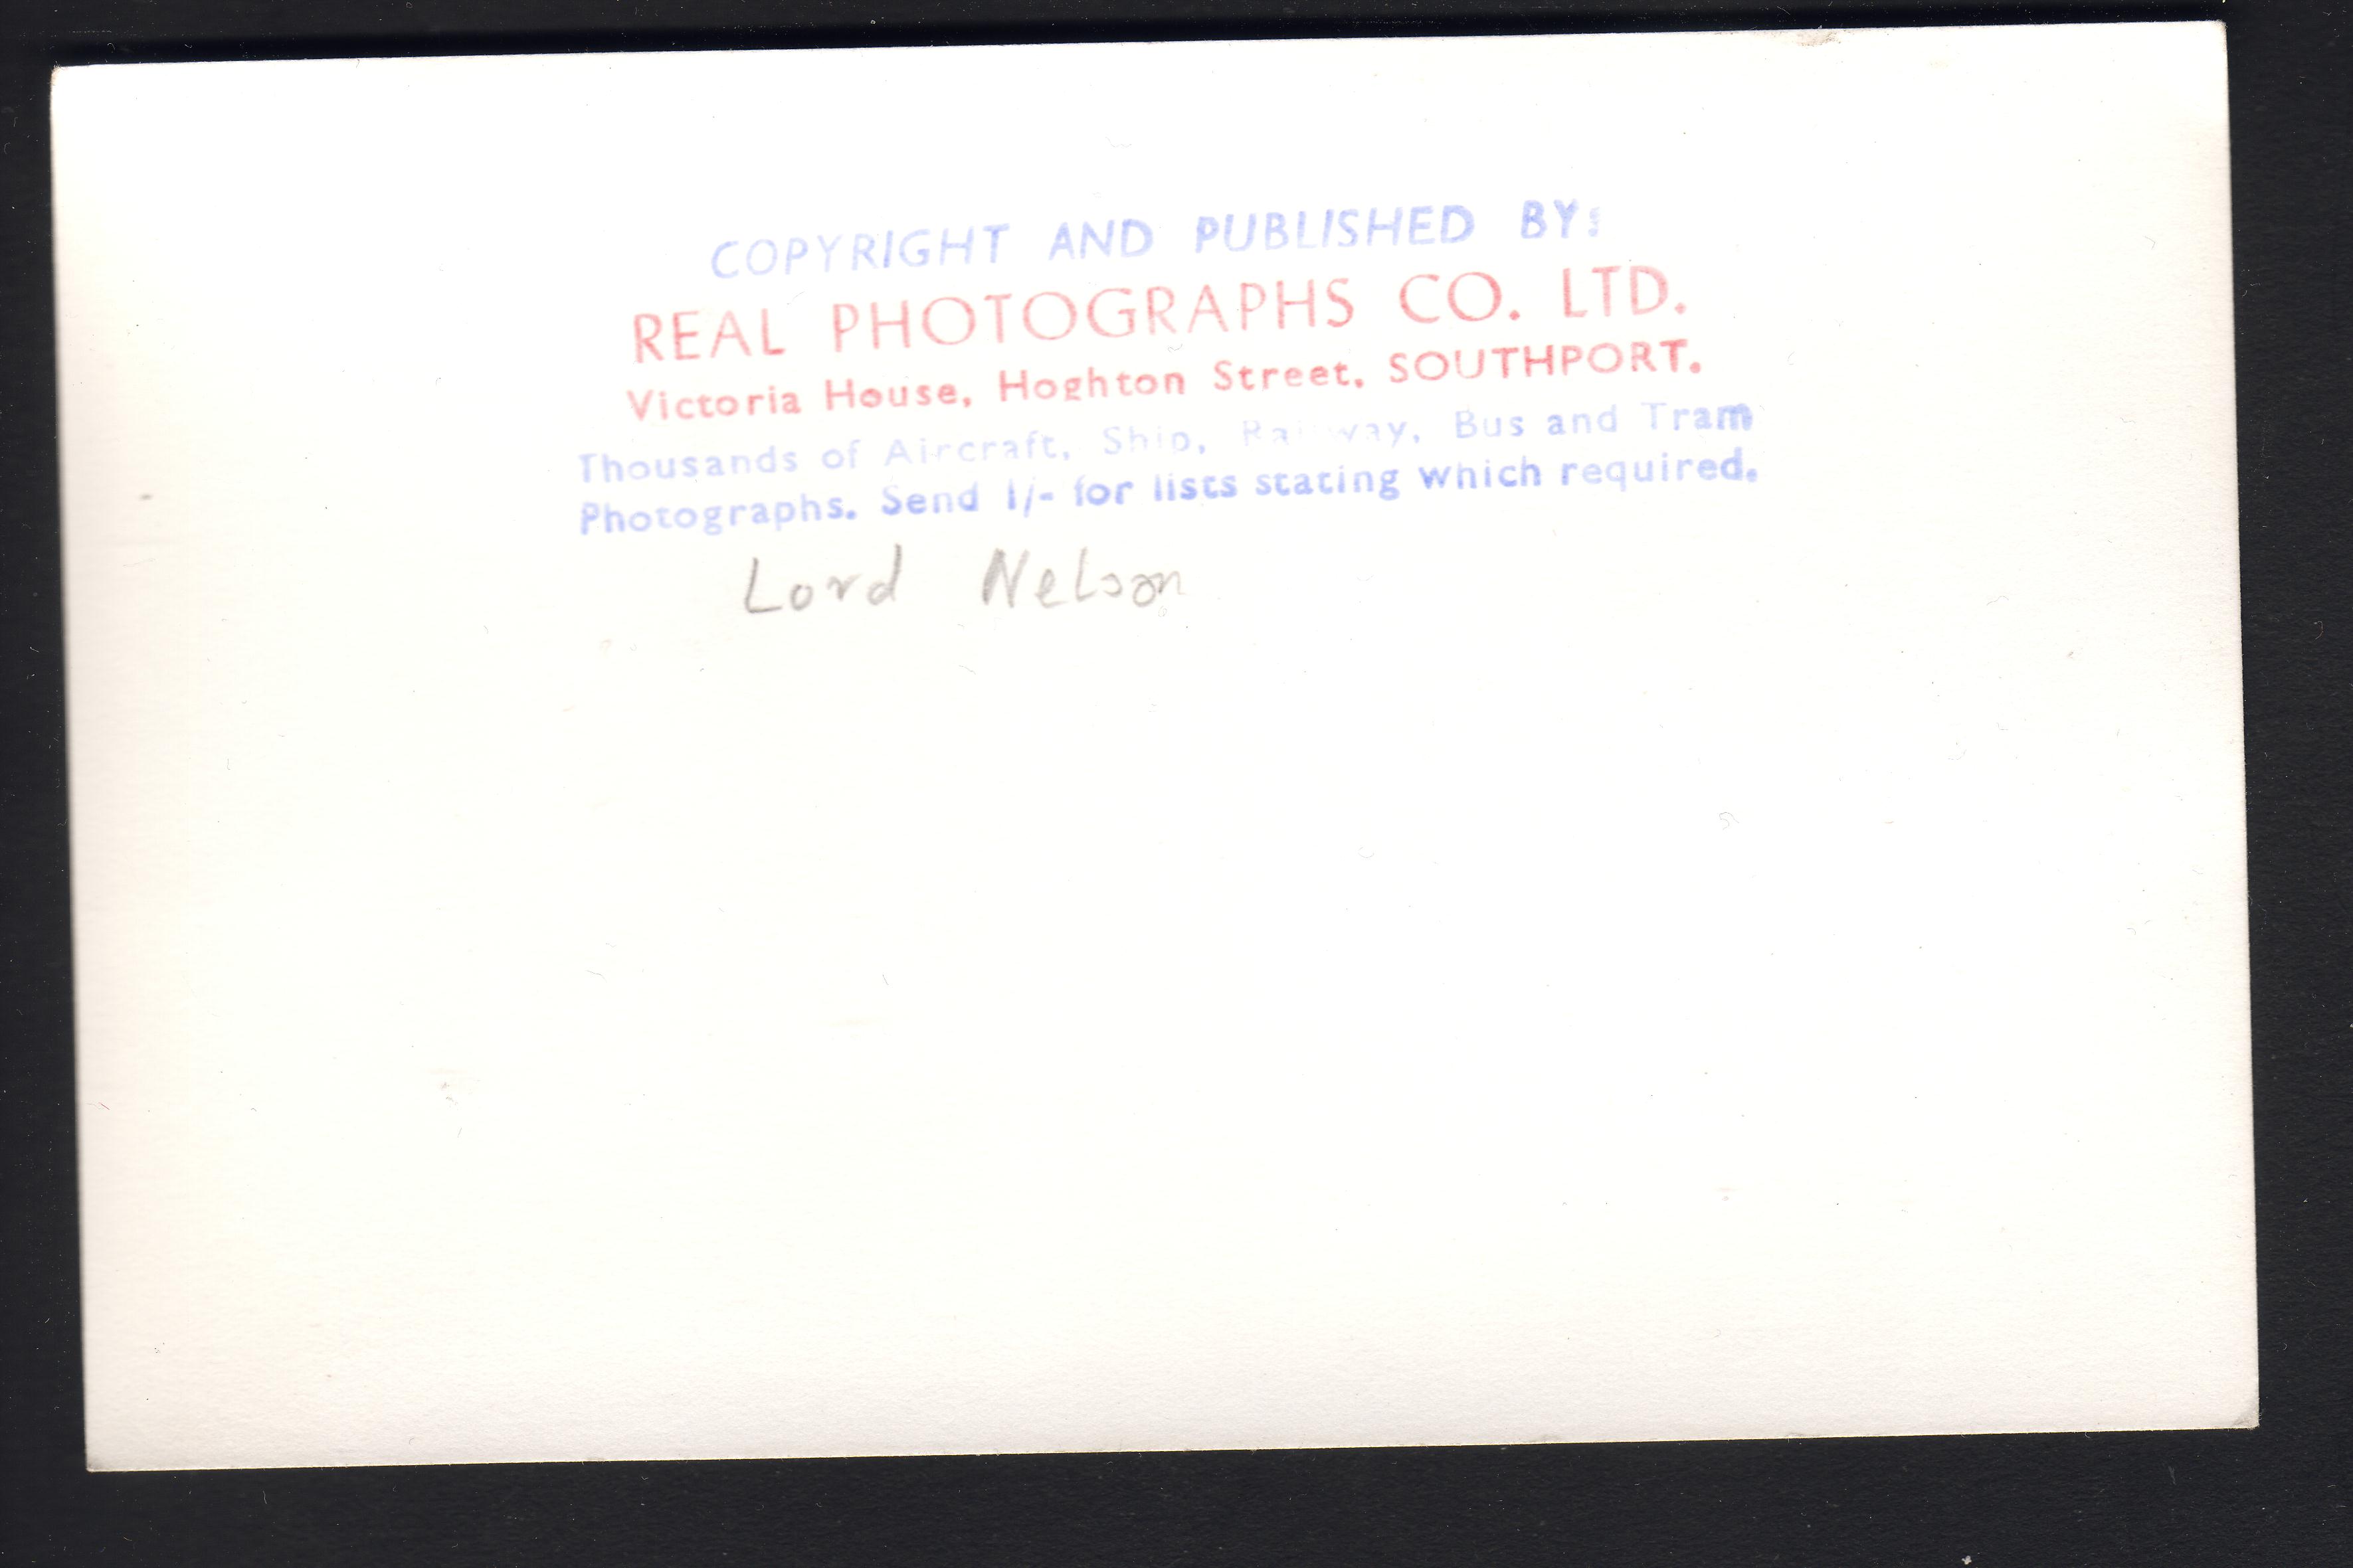 COPYRIGHT AND PUBLISHED BY:
REAL PHOTOGRAPHS CO. LTD.
Victoria House, Hoghton Street, SOUTHPORT.
Thousands of Aircraft, Ship, Railway, Bus and Tram
Photographs. Send 1/- for lists stating which required.
Lord Nelson